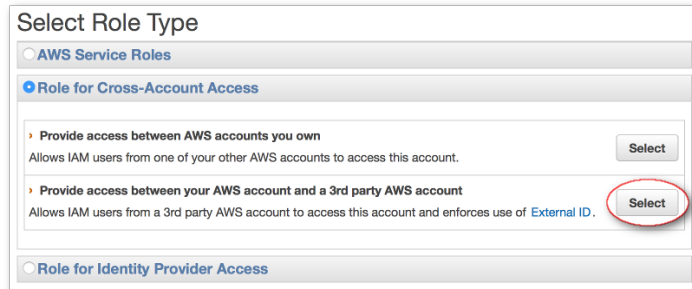 Select Role Type
AWS Service Roles
Role for Cross-Account Access
› Provide access between AWS accounts you own
Allows IAM users from one of your other AWS accounts to access this account.
Select
› Provide access between your AWS account and a 3rd party AWS account
Allows IAM users from a 3rd party AWS account to access this account and enforces use of External ID.
Select
Role for Identity Provider Access